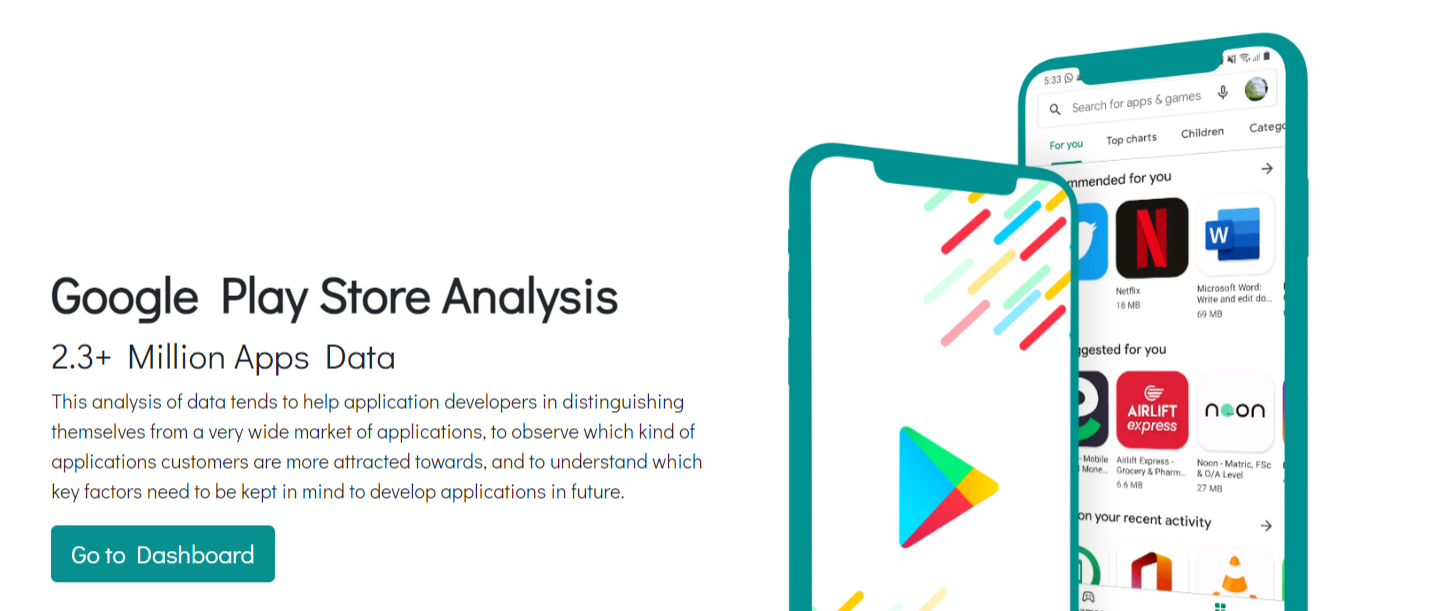 Google Play Store Analysis
2.3+ Million Apps Data
This analysis of data tends to help application developers in distinguishing
themselves from a very wide market of applications, to observe which kind of
applications customers are more attracted towards, and to understand which
key factors need to be kept in mind to develop applications in future.
Go to Dashboard
5:33
Search for apps & games
For you Top charts Children Catego
mmended for you
W
Netflix
18 MB
Microsoft Word:
Write and edit do...
69 MB
ggested for you
AIRLIFT
express
noon
- Mobile
Mone...
Airlift Express -
Grocery & Pharm...
6.6 MB
Noon - Matric, FSc
& O/A Level
27 MB
on your recent activity